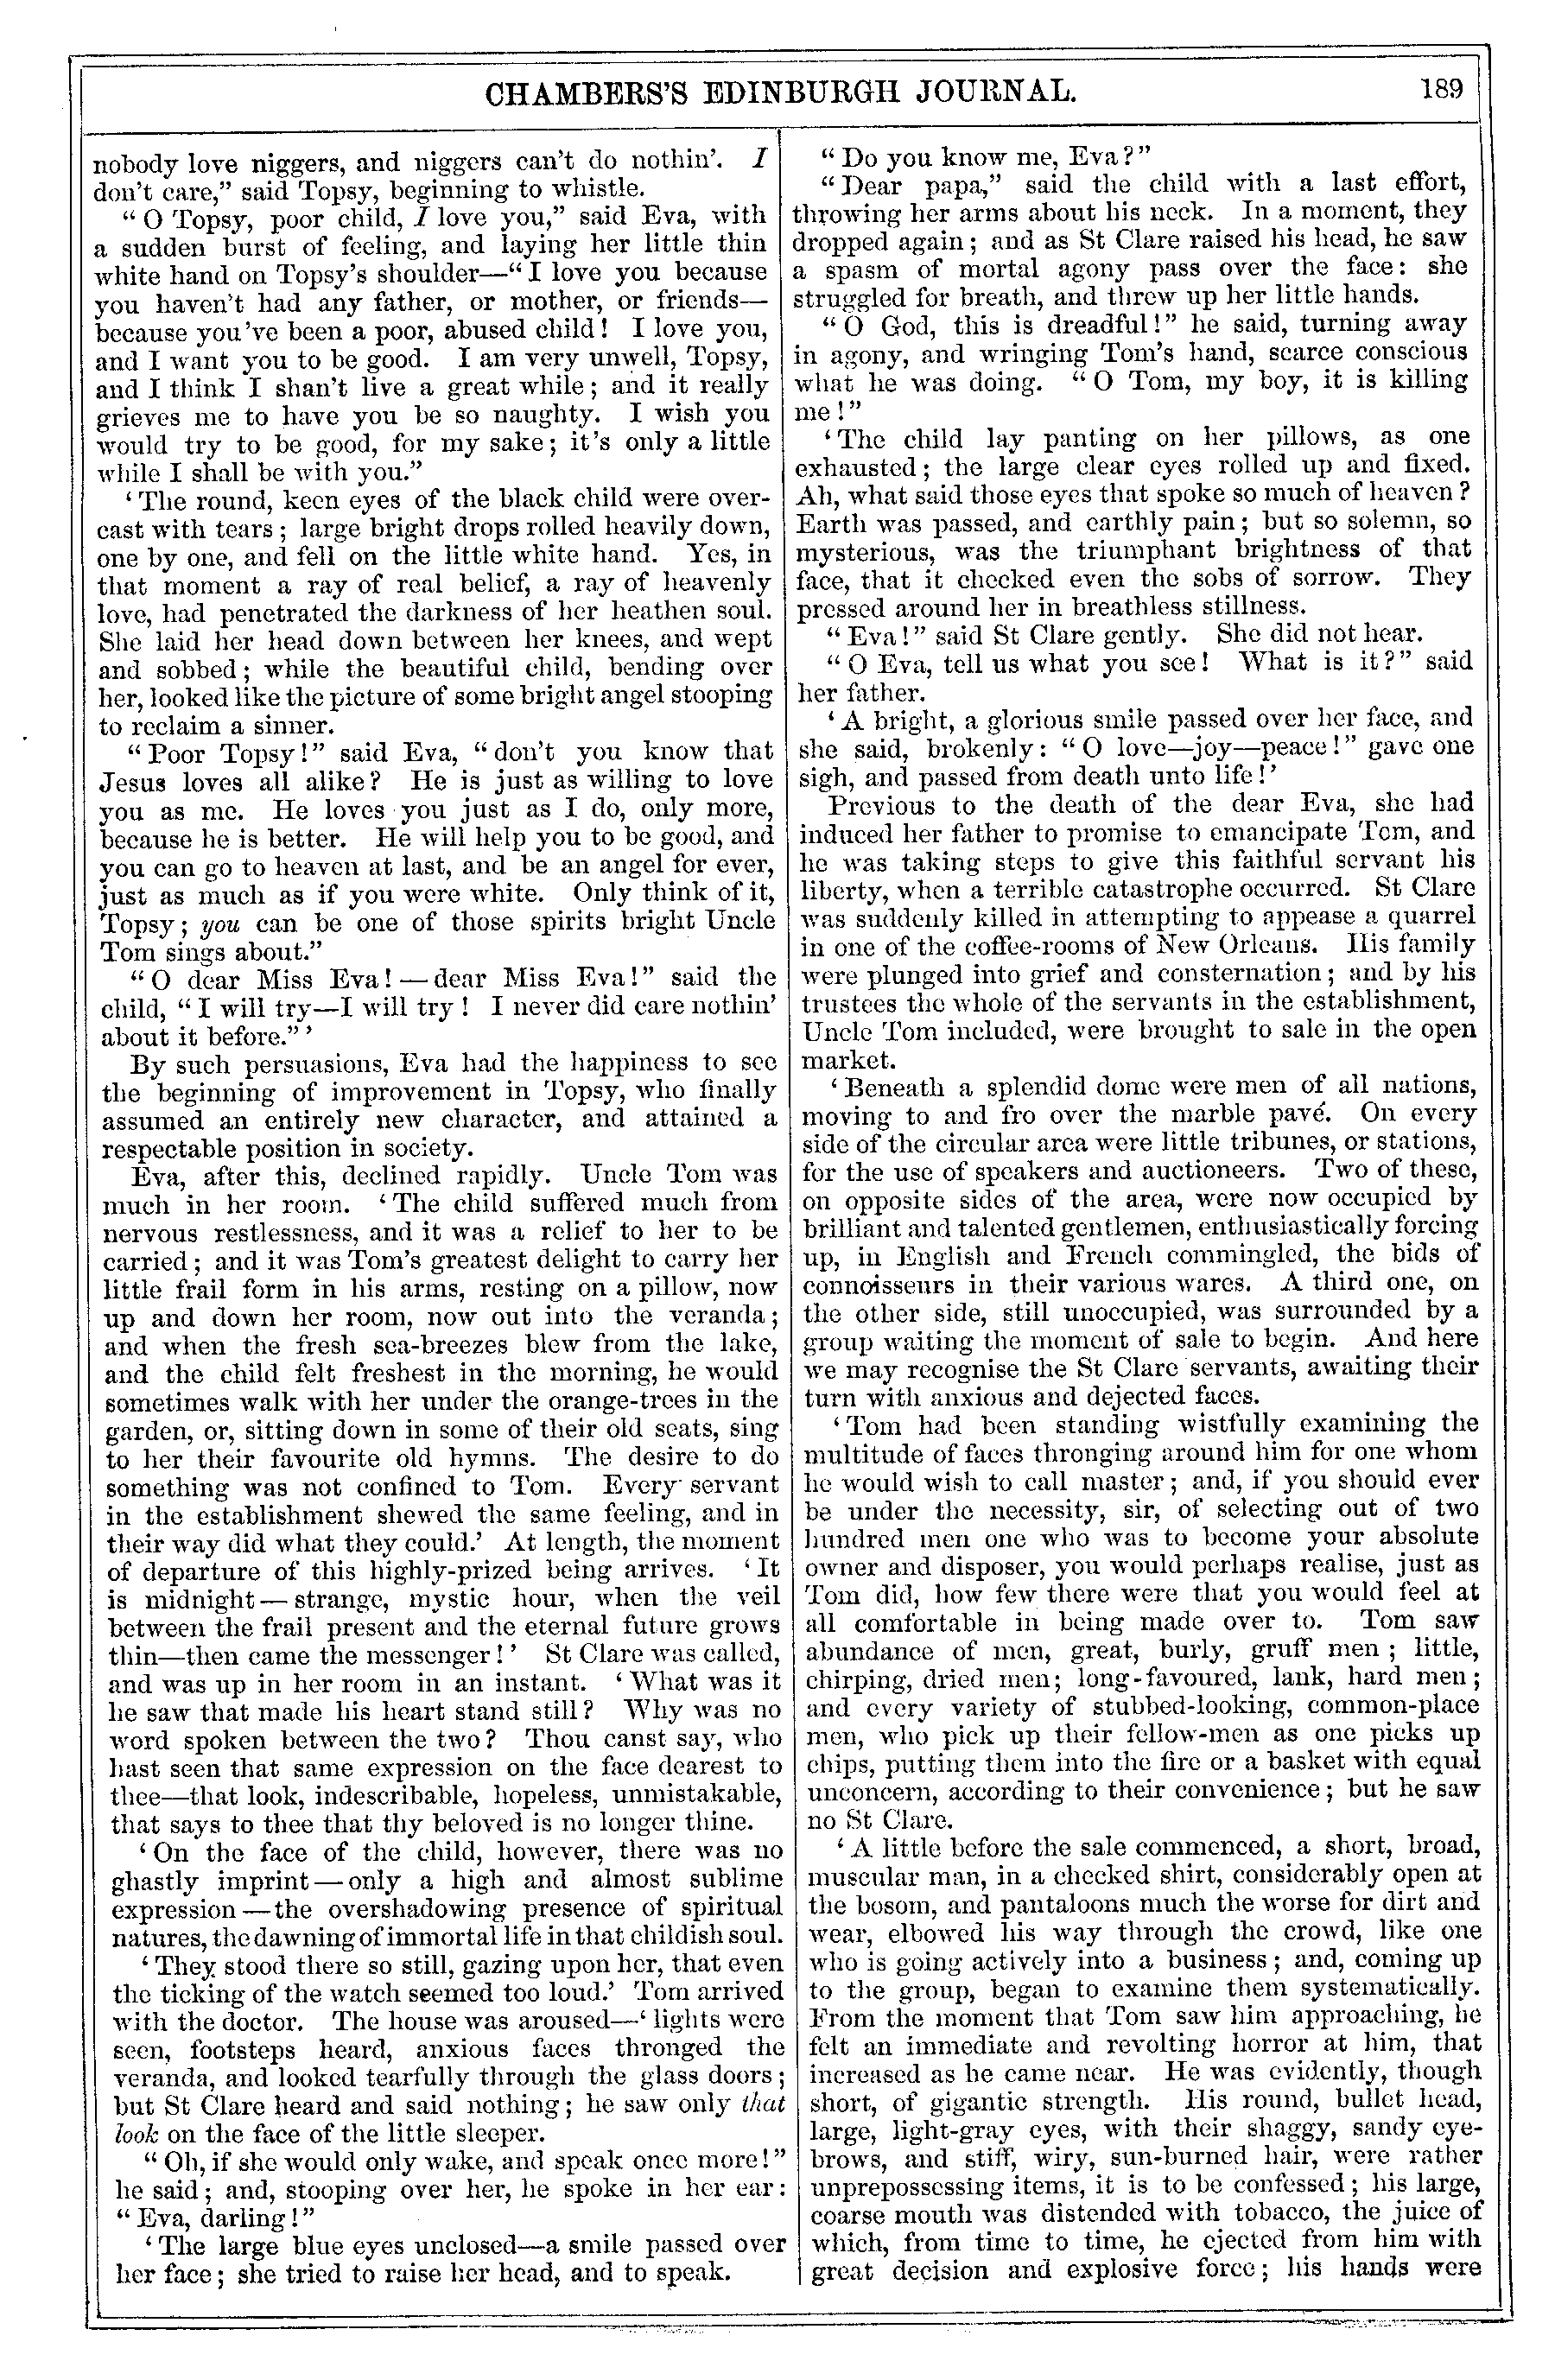 CHAMBERS'S EDINBURGH JOURNAL. 189
nobody love niggers, and niggers can't do nothin'. I
don't care," said Topsy, beginning to whistle.
"O Topsy, poor child, I love you," said Eva, with
a sudden burst of feeling, and laying her little thin
white hand on Topsy's shoulder—"I love you because
you haven't had any father, or mother, or friends—
because you've been a poor, abused child! I love you,
and I want you to be good. I am very unwell, Topsy,
and I think I shan't live a great while; and it really
grieves me to have you be so naughty. I wish you
would try to be good, for my sake; it's only a little
while I shall be with you."
'The round, keen eyes of the black child were over-
cast with tears; large bright drops rolled heavily down,
one by one, and fell on the little white hand. Yes, in
that moment a ray of real belief, a ray of heavenly
love, had penetrated the darkness of her heathen soul.
She laid her head down between her knees, and wept
and sobbed; while the beautiful child, bending over
her, looked like the picture of some bright angel stooping
to reclaim a sinner.
"Poor Topsy!" said Eva, "don't you know that
Jesus loves all alike? He is just as willing to love
you as me. He loves you just as I do, only more,
because he is better. He will help you to be good, and
you can go to heaven at last, and be an angel for ever,
just as much as if you were white. Only think of it,
Topsy; you can be one of those spirits bright Uncle
Tom sings about."
"O dear Miss Eva!—dear Miss Eva!" said the
child, "I will try—I will try! I never did care nothin'
about it before."'
By such persuasions, Eva had the happiness to see
the beginning of improvement in Topsy, who finally
assumed an entirely new character, and attained a
respectable position in society.
Eva, after this, declined rapidly. Uncle Tom was
much in her room. 'The child suffered much from
nervous restlessness, and it was a relief to her to be
carried; and it was Tom's greatest delight to carry her
little frail form in his arms, resting on a pillow, now
up and down her room, now out into the veranda;
and when the fresh sea-breezes blew from the lake,
and the child felt freshest in the morning, he would
sometimes walk with her under the orange-trees in the
garden, or, sitting down in some of their old seats, sing
to her their favourite old hymns. The desire to do
something was not confined to Tom. Every servant
in the establishment shewed the same feeling, and in
their way did what they could.' At length, the moment
of departure of this highly-prized being arrives. 'It
is midnight—strange, mystic hour, when the veil
between the frail present and the eternal future grows
thin—then came the messenger!' St Clare was called,
and was up in her room in an instant. 'What was it
he saw that made his heart stand still? Why was no
word spoken between the two? Thou canst say, who
hast seen that same expression on the face dearest to
thee—that look, indescribable, hopeless, unmistakable,
that says to thee that thy beloved is no longer thine.
'On the face of the child, however, there was no
ghastly imprint—only a high and almost sublime
expression—the overshadowing presence of spiritual
natures, the dawning of immortal life in that childish soul.
'They stood there so still, gazing upon her, that even
the ticking of the watch seemed too loud.' Tom arrived
with the doctor. The house was aroused—'lights were
seen, footsteps heard, anxious faces thronged the
veranda, and looked tearfully through the glass doors;
but St Clare heard and said nothing; he saw only that
look on the face of the little sleeper.
"Oh, if she would only wake, and speak once more!"
he said; and, stooping over her, he spoke in her ear:
"Eva, darling!"
'The large blue eyes unclosed—a smile passed over
her face; she tried to raise her head, and to speak.
"Do you know me, Eva?"
"Dear papa," said the child with a last effort,
throwing her arms about his neck. In a moment, they
dropped again; and as St Clare raised his head, he saw
a spasm of mortal agony pass over the face: she
struggled for breath, and threw up her little hands.
"O God, this is dreadful!" he said, turning away
in agony, and wringing Tom's hand, scarce conscious
what he was doing. "O Tom, my boy, it is killing
me!"
'The child lay panting on her pillows, as one
exhausted; the large clear eyes rolled up and fixed.
Ah, what said those eyes that spoke so much of heaven?
Earth was passed, and earthly pain; but so solemn, so
mysterious, was the triumphant brightness of that
face, that it checked even the sobs of sorrow. They
pressed around her in breathless stillness.
"Eva!" said St Clare gently. She did not hear.
"O Eva, tell us what you see! What is it?" said
her father.
'A bright, a glorious smile passed over her face, and
she said, brokenly: "O love—joy—peace!" gave one
sigh, and passed from death unto life!'
Previous to the death of the dear Eva, she had
induced her father to promise to emancipate Tom, and
he was taking steps to give this faithful servant his
liberty, when a terrible catastrophe occurred. St Clare
was suddenly killed in attempting to appease a quarrel
in one of the coffee-rooms of New Orleans. His family
were plunged into grief and consternation; and by his
trustees the whole of the servants in the establishment,
Uncle Tom included, were brought to sale in the open
market.
'Beneath a splendid dome were men of all nations,
moving to and fro over the marble pavé. On every
side of the circular area were little tribunes, or stations,
for the use of speakers and auctioneers. Two of these,
on opposite sides of the area, were now occupied by
brilliant and talented gentlemen, enthusiastically forcing
up, in English and French commingled, the bids of
connoisseurs in their various wares. A third one, on
the other side, still unoccupied, was surrounded by a
group waiting the moment of sale to begin. And here
we may recognise the St Clare servants, awaiting their
turn with anxious and dejected faces.
'Tom had been standing wistfully examining the
multitude of faces thronging around him for one whom
he would wish to call master; and, if you should ever
be under the necessity, sir, of selecting out of two
hundred men one who was to become your absolute
owner and disposer, you would perhaps realise, just as
Tom did, how few there were that you would feel at
all comfortable in being made over to. Tom saw
abundance of men, great, burly, gruff men; little,
chirping, dried men; long-favoured, lank, hard men;
and every variety of stubbed-looking, common-place
men, who pick up their fellow-men as one picks up
chips, putting them into the fire or a basket with equal
unconcern, according to their convenience; but he saw
no St Clare.
'A little before the sale commenced, a short, broad,
muscular man, in a checked shirt, considerably open at
the bosom, and pantaloons much the worse for dirt and
wear, elbowed his way through the crowd, like one
who is going actively into a business; and, coming up
to the group, began to examine them systematically.
From the moment that Tom saw him approaching, he
felt an immediate and revolting horror at him, that
increased as he came near. He was evidently, though
short, of gigantic strength. His round, bullet head,
large, light-gray eyes, with their shaggy, sandy eye-
brows, and stiff, wiry, sun-burned hair, were rather
unprepossessing items, it is to be confessed; his large,
coarse mouth was distended with tobacco, the juice of
which, from time to time, he ejected from him with
great decision and explosive force; his hands were